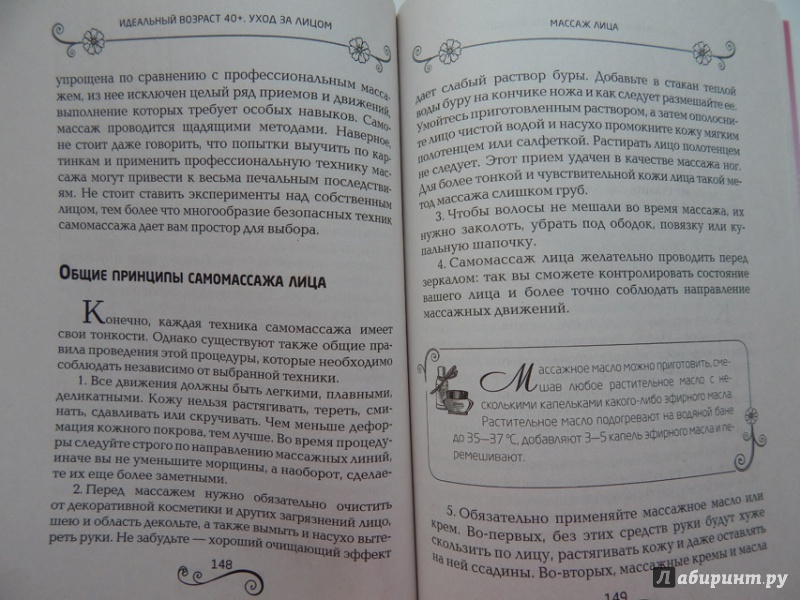 ИДЕАЛЬНЫЙ ВОЗРАСТ 40+. УХОД ЗА ЛИЦОМ
упрощена по сравнению с профессиональным масса-
жем, из нее исключен целый ряд приемов и движений,
выполнение которых требует особых навыков. Само-
массаж проводится щадящими методами. Наверное,
не стоит даже говорить, что попытки выучить по кар-
тинкам и применить профессиональную технику мас-
сажа могут привести к весьма печальным последстви-
ям. Не стоит ставить эксперименты над собственным
лицом, тем более что многообразие безопасных техник
самомассажа дает вам простор для выбора.
ОБЩИЕ ПРИНЦИПЫ САМОМАССАЖА ЛИЦА
Конечно, каждая техника самомассажа имеет
свои тонкости. Однако существуют также общие пра-
вила проведения этой процедуры, которые необходимо
соблюдать независимо от выбранной техники.
1. Все движения должны быть легкими, плавными,
деликатными. Кожу нельзя растягивать, тереть, сми-
нать, сдавливать или скручивать. Чем меньше дефор-
мация кожного покрова, тем лучше. Во время процеду-
ры следуйте строго по направлениям массажных линий,
иначе вы не уменьшите морщины, а наоборот, сделае-
те их еще более заметными.
2. Перед массажем нужно обязательно очистить
от декоративной косметики и других загрязнений лицо,
шею и область декольте, а также вымыть и насухо выте-
реть руки. Не забудьте — хороший очищающий эффект
148
МАССАЖ ЛИЦА
дает слабый раствор буры. Добавьте в стакан теплой
воды буру на кончике ножа и как следует размешайте ее.
Умойтесь приготовленным раствором, а затем ополосни-
те лицо чистой водой и насухо промокните кожу мягким
полотенцем или салфеткой. Растирать лицо полотенцем
не следует. Этот прием удачен в качестве массажа ног.
Для более тонкой и чувствительной кожи лица такой ме-
тод массажа слишком груб.
3. Чтобы волосы не мешали во время массажа, их
нужно заколоть, убрать под ободок, повязку или ку-
пальную шапочку.
4. Самомассаж лица желательно проводить перед
зеркалом: так вы сможете контролировать состояние
вашего лица и более точно соблюдать направление
массажных движений.
Массажное масло можно приготовить, сме-
шав любое растительное масло с не-
сколькими капельками какого-либо эфирного масла.
Растительное масло подогревают на водяной бане
до 35—37 °С, добавляют 3—5 капель эфирного масла и пе-
ремешивают.
5. Обязательно применяйте массажное масло или
крем. Во-первых, без этих средств руки будут хуже
скользить по лицу, растягивать кожу и даже оставлять
на ней ссадины. Во-вторых, массажные кремы и масла
149
Лабиринт.ру